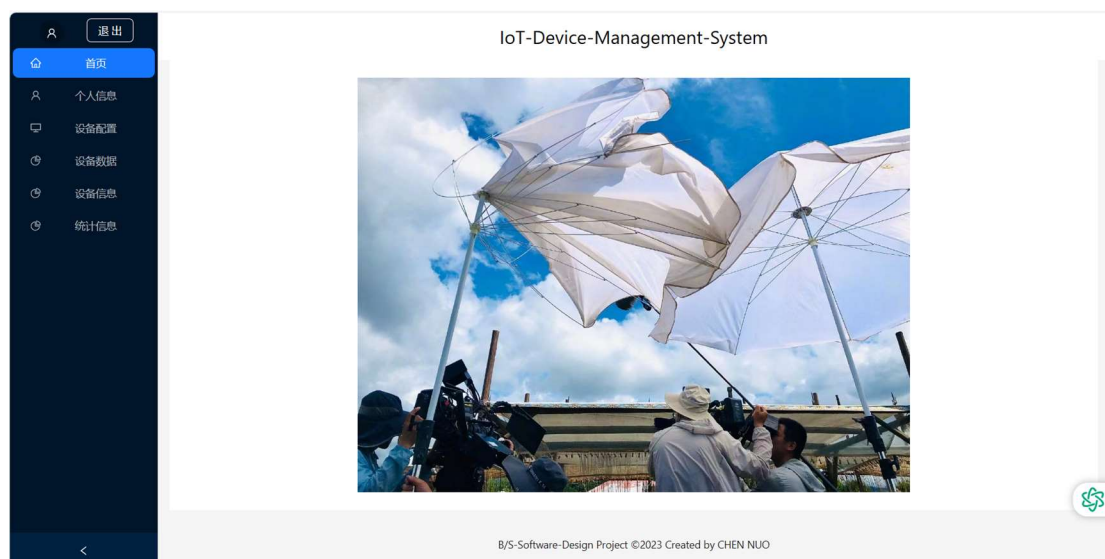 退出
IoT-Device-Management-System
首页
个人信息
设备配置
设备数据
设备信息
统计信息
B/S-Software-Design Project ©2023 Created by CHEN NUO